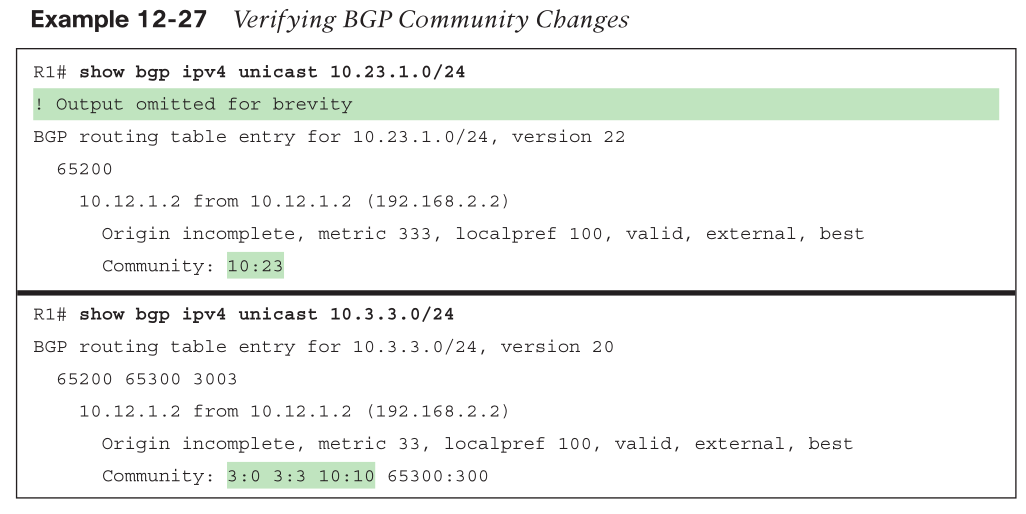 Example 12-27 Verifying BGP Community Changes
R1# show bgp ipv4 unicast 10.23.1.0/24
! Output omitted for brevity
BGP routing table entry for 10.23.1.0/24, version 22
65200
10.12.1.2 from 10.12.1.2 (192.168.2.2)
Origin incomplete, metric 333, localpref 100, valid, external, best
Community: 10:23
R1# show bgp ipv4 unicast 10.3.3.0/24
BGP routing table entry for 10.3.3.0/24, version 20
65200 65300 3003
10.12.1.2 from 10.12.1.2 (192.168.2.2)
Origin incomplete, metric 33, localpref 100, valid, external, best
Community: 3:0 3:3 10:10 65300:300